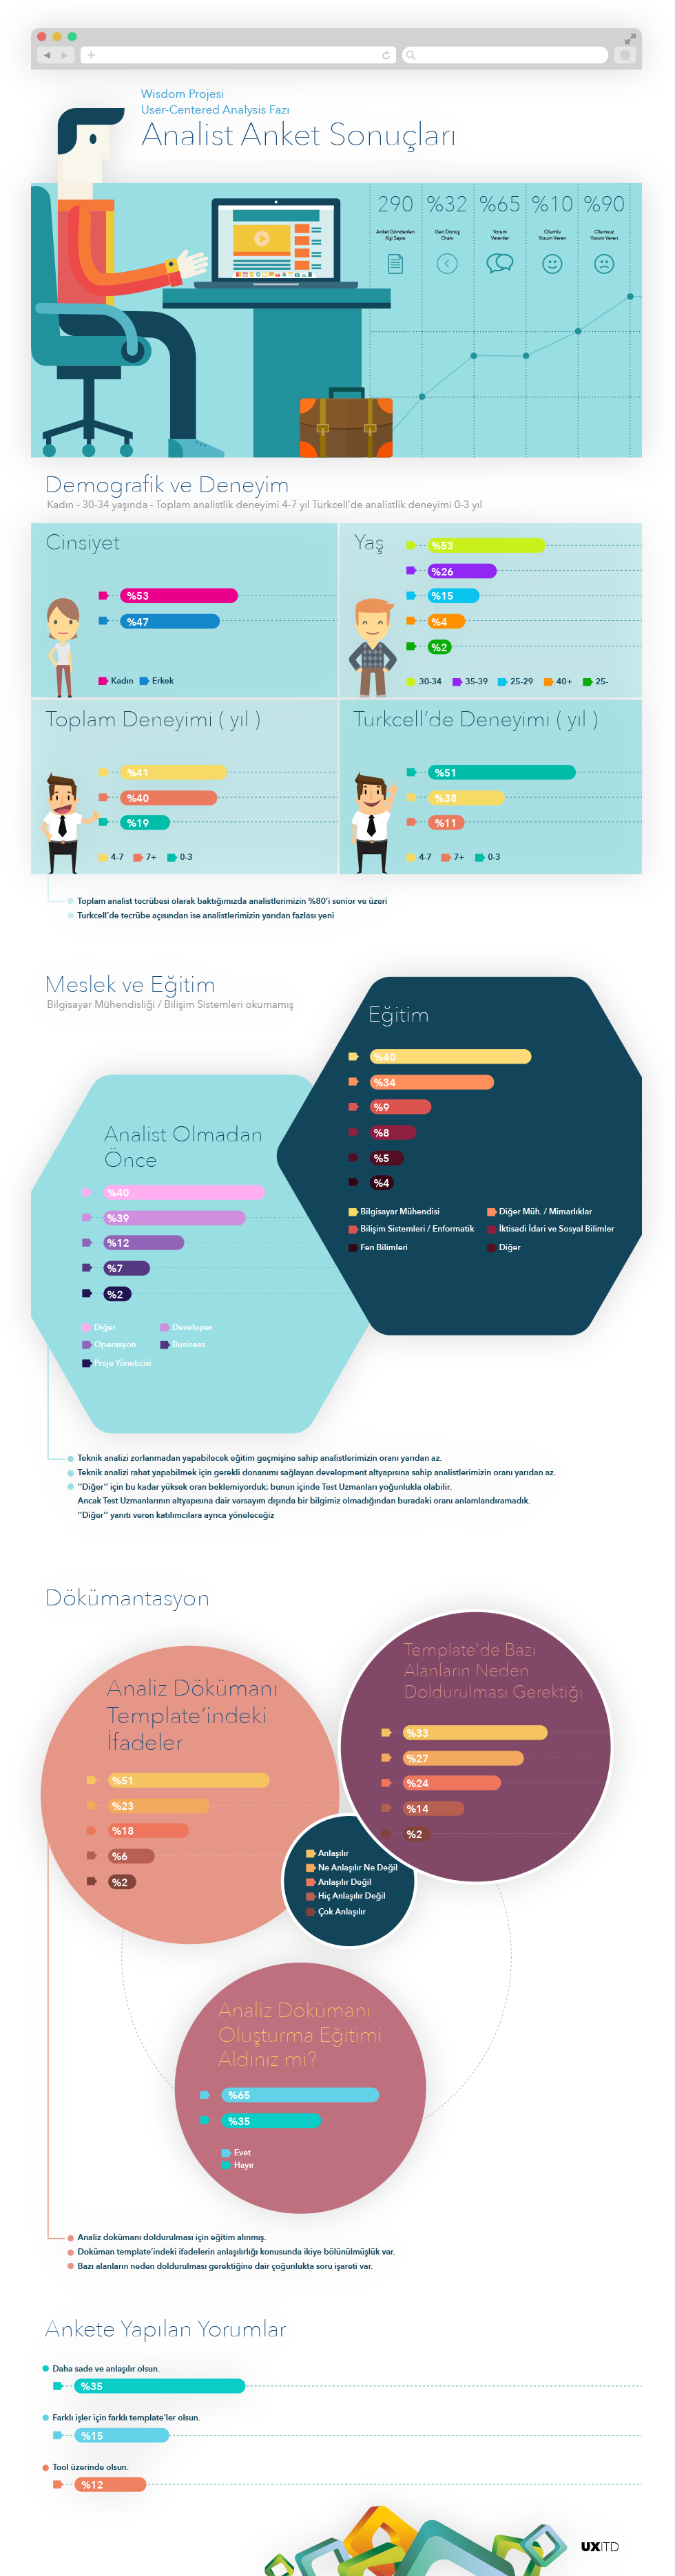 Wisdom Projesi
User-Centered Analysis Fazı
Analist Anket Sonuçları
290 %32 %65 %10 %90
Anket Gönderilen Kişi Sayısı
Geri Dönüş Oranı
Yorum Verenler
Olumlu Yorum Veren
Olumsuz Yorum Veren
Demografik ve Deneyim
Kadın - 30-34 yaşında - Toplam analistlik deneyimi 4-7 yıl Turkcell'de analistlik deneyimi 0-3 yıl
Cinsiyet
%53
%47
Kadın Erkek
Yaş
%53
%26
%15
%4
%2
30-34 35-39 25-29 40+ 25-
Toplam Deneyimi ( yıl )
%41
%40
%19
4-7 7+ 0-3
Turkcell'de Deneyimi ( yıl )
%51
%38
%11
4-7 7+ 0-3
Toplam analist tecrübesi olarak baktığımızda analistlerimizin %80'i senior ve üzeri
Turkcell'de tecrübe açısından ise analistlerimizin yarıdan fazlası yeni
Meslek ve Eğitim
Bilgisayar Mühendisliği / Bilişim Sistemleri okumamış
Eğitim
%40
%34
%9
%8
%5
%4
Bilgisayar Mühendisi Diğer Müh. / Mimarlıklar
Bilişim Sistemleri / Enformatik İktisadi İdari ve Sosyal Bilimler
Fen Bilimleri Diğer
Analist Olmadan
Önce
%40
%39
%12
%7
%2
Diğer Developer
Operasyon Business
Proje Yöneticisi
Teknik analizi zorlanmadan yapabilecek eğitim geçmişine sahip analistlerimizin oranı yarıdan az.
Teknik analizi rahat yapabilmek için gerekli donanımı sağlayan development altyapısına sahip analistlerimizin oranı yarıdan az.
"Diğer" için bu kadar yüksek oran beklemiyorduk; bunun içinde Test Uzmanları yoğunlukla olabilir.
Ancak Test Uzmanlarının altyapısına dair varsayım dışında bir bilgimiz olmadığından buradaki oranı anlamlandıramadık.
"Diğer" yanıtı veren katılımcılara ayrıca yöneleceğiz
Dökümantasyon
Analiz Dökümanı
Template'indeki
İfadeler
%51
%23
%18
%6
%2
Template'de Bazı
Alanların Neden
Doldurulması Gerektiği
%33
%27
%24
%14
%2
Anlaşılır
Ne Anlaşılır Ne Değil
Anlaşılır Değil
Hiç Anlaşılır Değil
Çok Anlaşılır
Analiz Dökümanı
Oluşturma Eğitimi
Aldınız mı?
%65
%35
Evet
Hayır
Analiz dokümanı doldurulması için eğitim alınmış.
Doküman template'indeki ifadelerin anlaşılırlığı konusunda ikiye bölünülmüşlük var.
Bazı alanların neden doldurulması gerektiğine dair çoğunlukta soru işareti var.
Ankete Yapılan Yorumlar
Daha sade ve anlaşılır olsun.
%35
Farklı işler için farklı template'ler olsun.
%15
Tool üzerinde olsun.
%12
UXITD